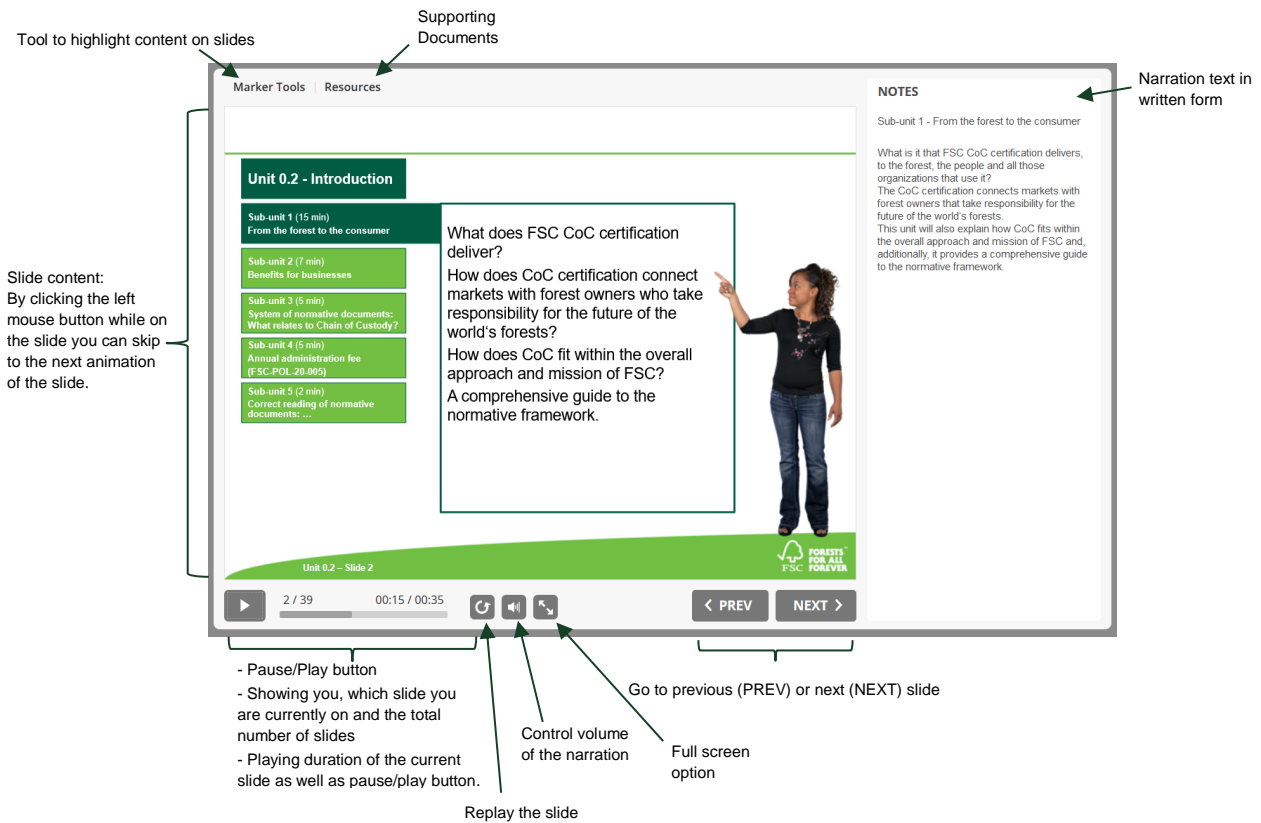 Supporting
Documents
Tool to highlight content on slides
Marker Tools | Resources
NOTES
Narration text in
written form
Sub-unit 1 - From the forest to the consumer
What is it that FSC CoC certification delivers,
to the forest, the people and all those
organizations that use it?
The CoC certification connects markets with
forest owners that take responsibility for the
future of the world's forests.
This unit will also explain how CoC fits within
the overall approach and mission of FSC and,
additionally, it provides a comprehensive guide
to the normative framework.
Unit 0.2 - Introduction
Sub-unit 1 (15 min)
From the forest to the consumer
Sub-unit 2 (7 min)
Benefits for businesses
Sub-unit 3 (5 min)
System of normative documents:
What relates to Chain of Custody?
Sub-unit 4 (5 min)
Annual administration fee
(FSC-POL-20-005)
Sub-unit 5 (2 min)
Correct reading of normative
documents: …
What does FSC CoC certification
deliver?
How does CoC certification connect
markets with forest owners who take
responsibility for the future of the
world‘s forests?
How does CoC fit within the overall
approach and mission of FSC?
A comprehensive guide to the
normative framework.
Slide content:
By clicking the left
mouse button while on
the slide you can skip
to the next animation
of the slide.
Unit 0.2 – Slide 2
FSC
FORESTS
FOR ALL
FOREVER™
2 / 39
00:15 / 00:35
PREV
NEXT
- Pause/Play button
- Showing you, which slide you
are currently on and the total
number of slides
- Playing duration of the current
slide as well as pause/play button.
Go to previous (PREV) or next (NEXT) slide
Control volume
of the narration
Full screen
option
Replay the slide